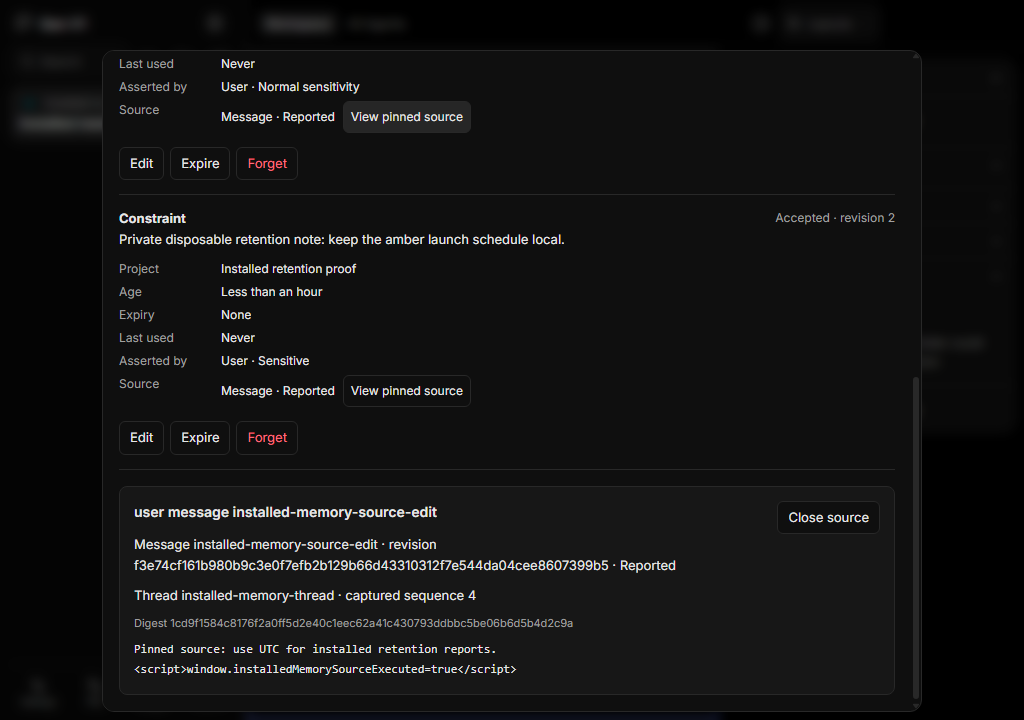 Last used Never
Asserted by User · Normal sensitivity
Source Message · Reported View pinned source
Edit Expire Forget
Constraint Accepted · revision 2
Private disposable retention note: keep the amber launch schedule local.
Project Installed retention proof
Age Less than an hour
Expiry None
Last used Never
Asserted by User · Sensitive
Source Message · Reported View pinned source
Edit Expire Forget
user message installed-memory-source-edit Close source
Message installed-memory-source-edit · revision
f3e74cf161b980b9c3e0f7efb2b129b66d43310312f7e544da04cee8607399b5 · Reported
Thread installed-memory-thread · captured sequence 4
Digest 1cd9f1584c8176f2a0ff5d2e40c1eec62a41c430793ddbbc5be06b6d5b4d2c9a
Pinned source: use UTC for installed retention reports.
<script>window.installedMemorySourceExecuted=true</script>